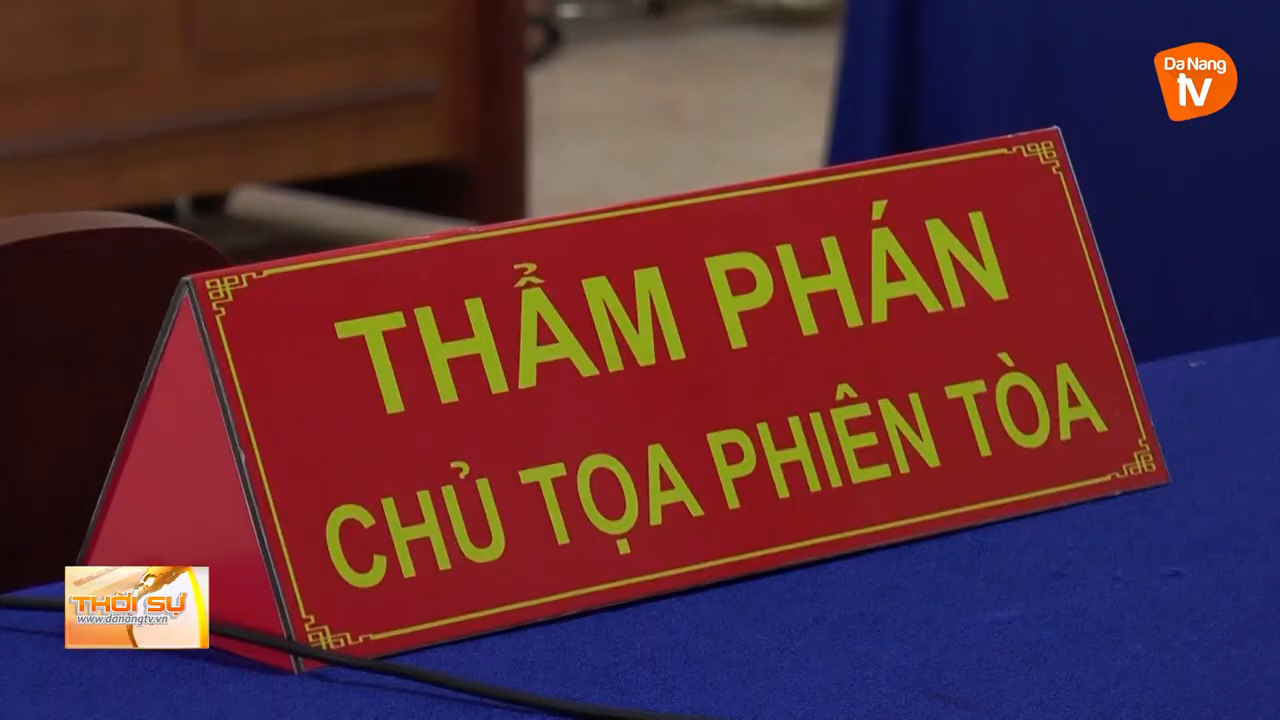 Da Nang
tv
THẨM PHÁN
CHỦ TỌA PHIÊN TÒA
THỜI SỰ
www.danangtv.vn